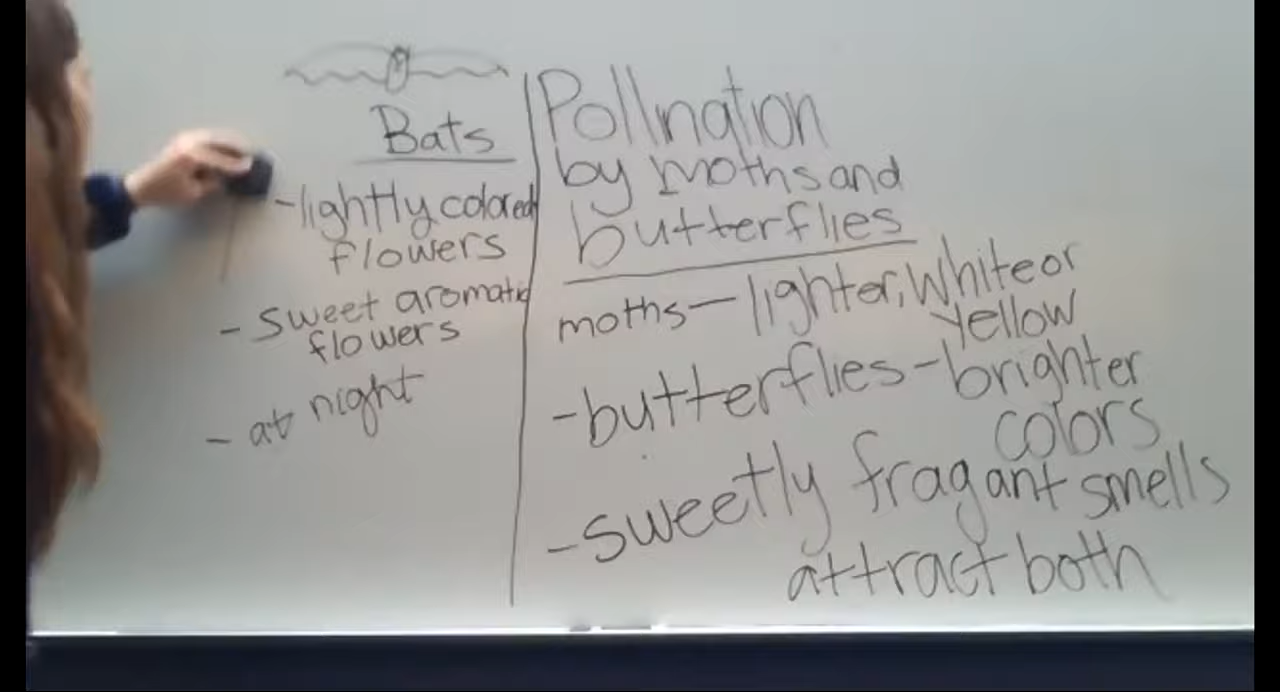 Bats
-lightly colored
flowers
- sweet aromatic
flowers
- at night
Pollnation
by moths and
butterflies
moths—lighter, White or
yellow
-butterflies-brighter
colors
-sweetly fragant smells
attract both